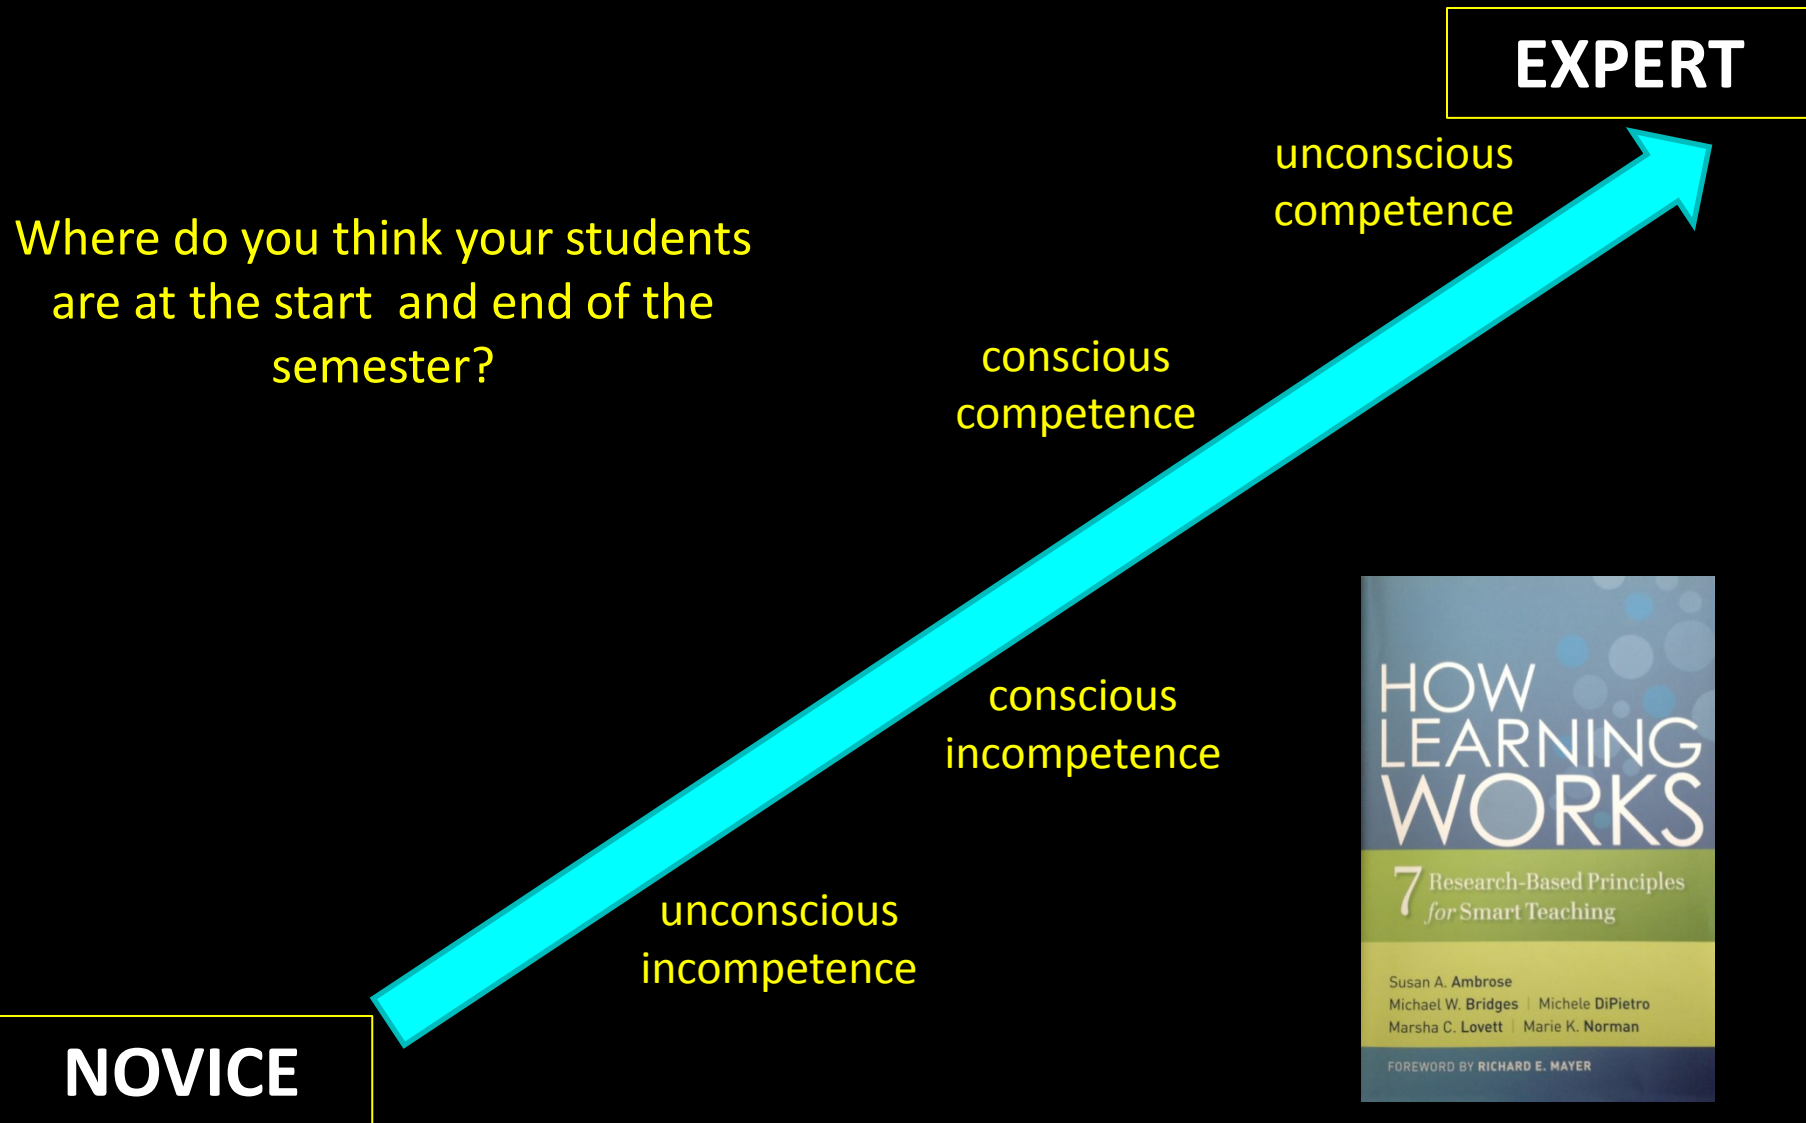 EXPERT
unconscious
competence
Where do you think your students
are at the start  and end of the
semester?
conscious
competence
conscious
incompetence
unconscious
incompetence
NOVICE
HOW
LEARNING
WORKS
7 Research-Based Principles
for Smart Teaching
Susan A. Ambrose
Michael W. Bridges | Michele DiPietro
Marsha C. Lovett | Marie K. Norman
FOREWORD BY RICHARD E. MAYER